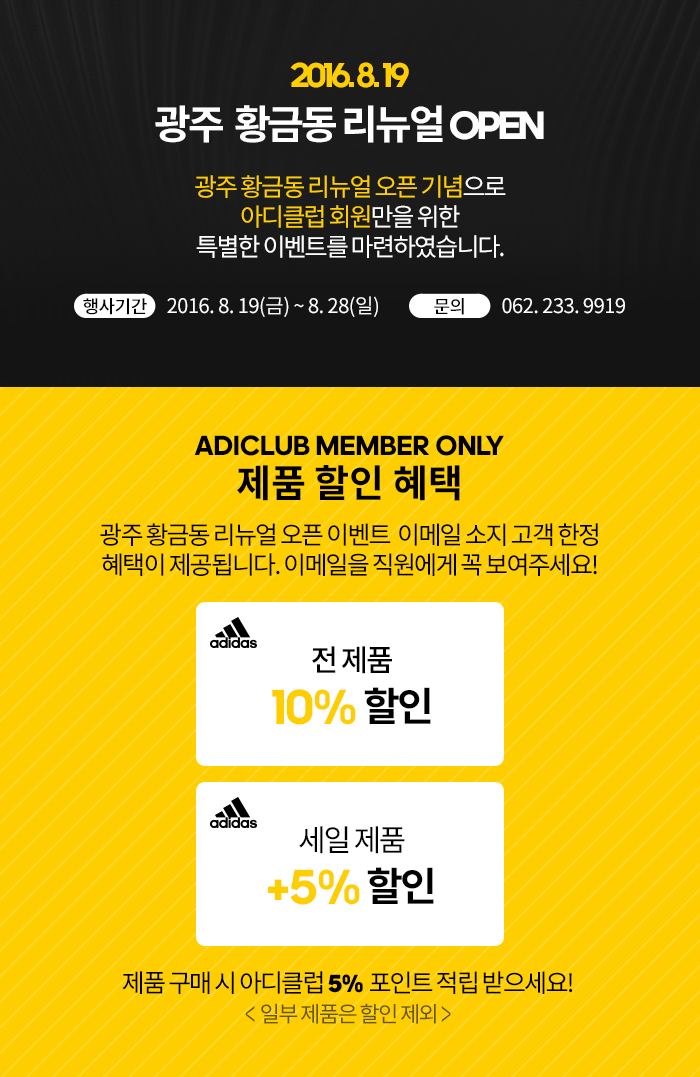 2016. 8. 19
광주 황금동 리뉴얼 OPEN
광주 황금동 리뉴얼 오픈 기념으로
아디클럽 회원만을 위한
특별한 이벤트를 마련하였습니다.
행사기간 2016. 8. 19(금) ~ 8. 28(일) 문의 062. 233. 9919
ADICLUB MEMBER ONLY
제품 할인 혜택
광주 황금동 리뉴얼 오픈 이벤트 이메일 소지 고객 한정
혜택이 제공됩니다. 이메일을 직원에게 꼭 보여주세요!
adidas
전 제품
10% 할인
adidas
세일 제품
+5% 할인
제품 구매 시 아디클럽 5% 포인트 적립 받으세요!
< 일부 제품은 할인 제외 >